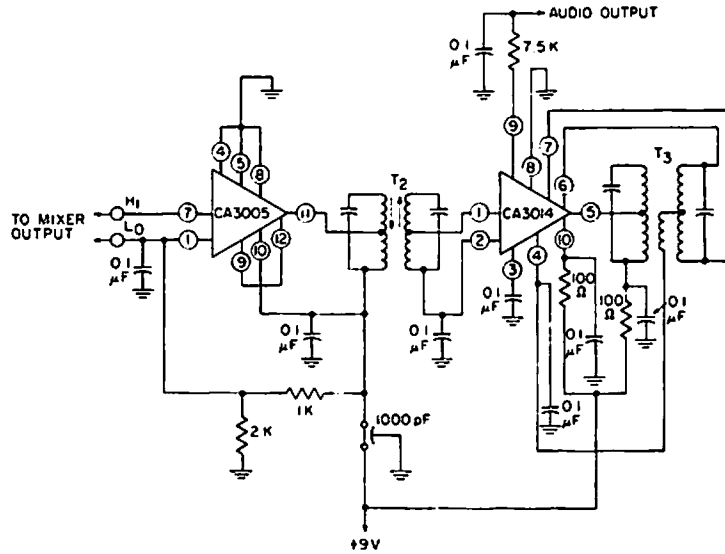 AUDIO OUTPUT
0.1 μF
7.5 K
4
5
8
9
8
7
6
T2
T3
TO MIXER OUTPUT
HI
LO
7
1
CA3005
11
9
10
12
1
2
CA3014
5
3
4
10
0.1 μF
0.1 μF
0.1 μF
0.1 μF
100 Ω
100 Ω
0.1 μF
0.1 μF
0.1 μF
1K
2K
1000 pF
+9V